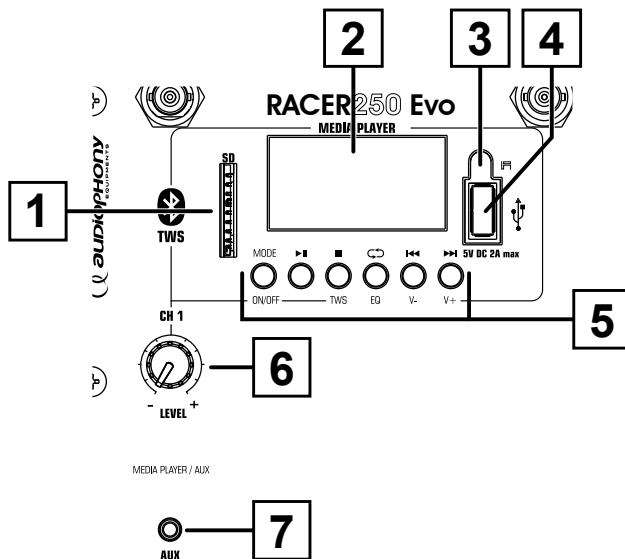 2
3
4
RACER250 Evo
MEDIA PLAYER
SD
audiophony
1
TWS
5V DC 2A max
MODE
ON/OFF
TWS
EQ
V-
V+
5
CH 1
6
- +
LEVEL
MEDIA PLAYER / AUX
7
AUX